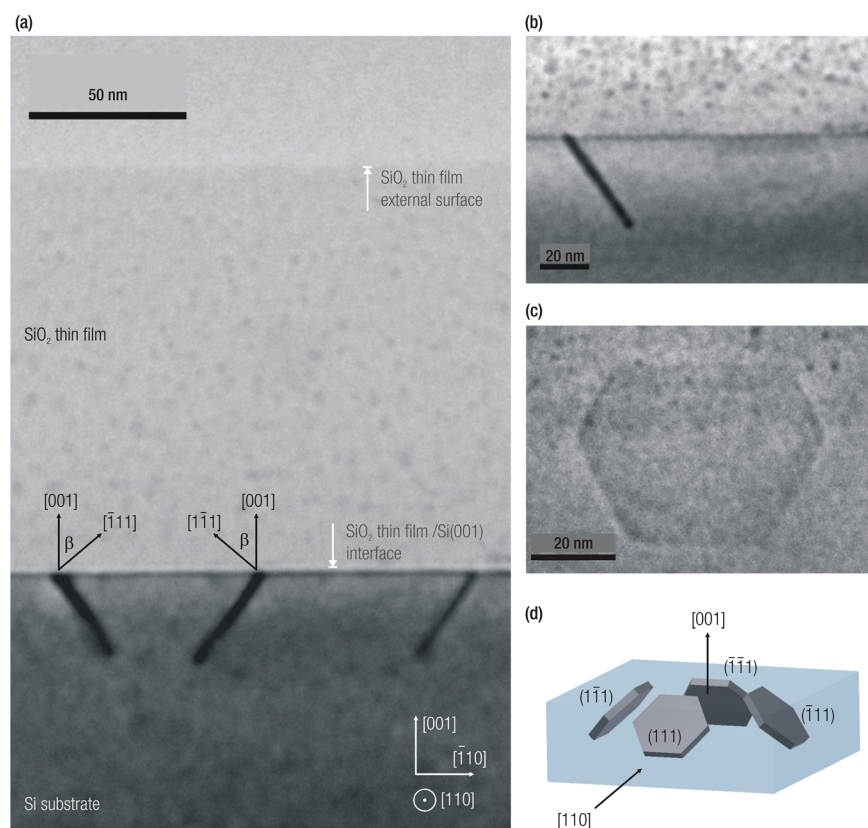 (a)
50 nm
SiO₂ thin film
external surface
SiO₂ thin film
[001]
[1̄11]
β
[001]
[11̄1]
β
SiO₂ thin film /Si(001)
interface
[001]
[1̄10]
[110]
Si substrate
(b)
20 nm
(c)
20 nm
(d)
[001]
(1̄1̄1)
(11̄1)
(1̄11)
(111)
[110]